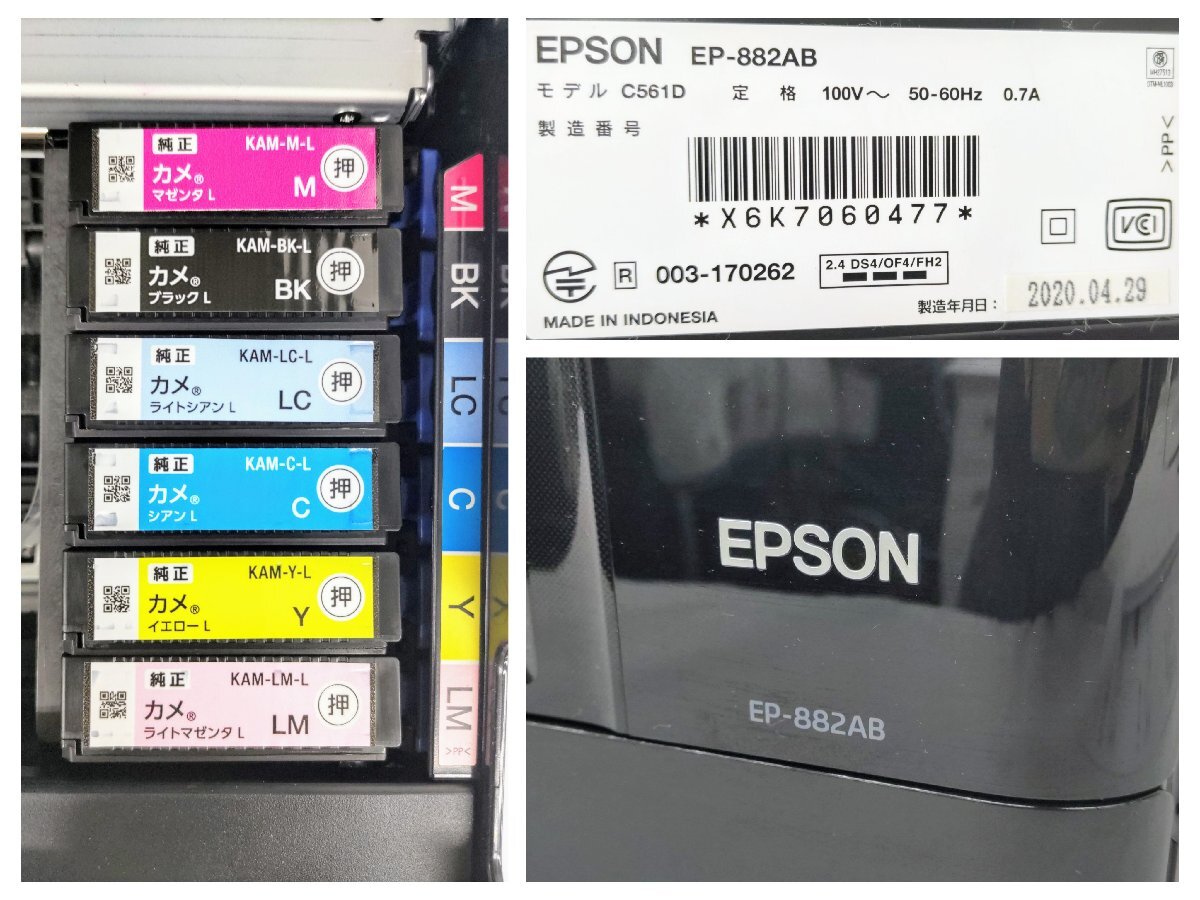 純正 KAM-M-L
カメ® 押
マゼンタ L M
純正 KAM-BK-L
カメ® 押
ブラック L BK
純正 KAM-LC-L
カメ® 押
ライトシアン L LC
純正 KAM-C-L
カメ® 押
シアン L C
純正 KAM-Y-L
カメ® 押
イエロー L Y
純正 KAM-LM-L
カメ® 押
ライトマゼンタ L LM
M
BK
LC
C
Y
LM
>PP<
EPSON EP-882AB
モデル C561D 定格 100V～ 50-60Hz 0.7A
製造番号
*X6K7060477*
>PP<
VCI
R 003-170262 2.4 DS4/OF4/FH2
製造年月日： 2020.04.29
MADE IN INDONESIA
EPSON
EP-882AB